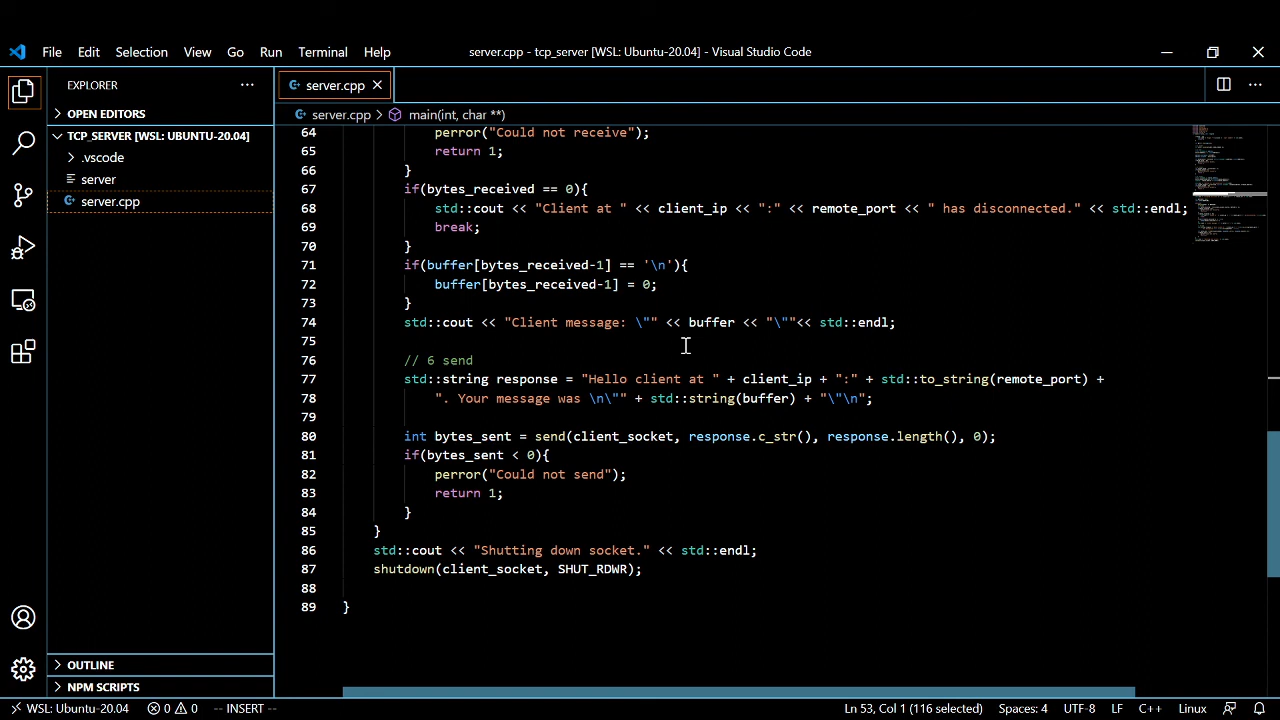 File Edit Selection View Go Run Terminal Help server.cpp - tcp_server [WSL: Ubuntu-20.04] - Visual Studio Code
EXPLORER
OPEN EDITORS
TCP_SERVER [WSL: UBUNTU-20.04]
.vscode
server
server.cpp
OUTLINE
NPM SCRIPTS
server.cpp
server.cpp > main(int, char **)
64 perror("Could not receive");
65 return 1;
66 }
67 if(bytes_received == 0){
68 std::cout << "Client at " << client_ip << ":" << remote_port << " has disconnected." << std::endl;
69 break;
70 }
71 if(buffer[bytes_received-1] == '\n'){
72 buffer[bytes_received-1] = 0;
73 }
74 std::cout << "Client message: \"" << buffer << "\""<< std::endl;
75
76 // 6 send
77 std::string response = "Hello client at " + client_ip + ":" + std::to_string(remote_port) +
78 ". Your message was \n\"" + std::string(buffer) + "\"\n";
79
80 int bytes_sent = send(client_socket, response.c_str(), response.length(), 0);
81 if(bytes_sent < 0){
82 perror("Could not send");
83 return 1;
84 }
85 }
86 std::cout << "Shutting down socket." << std::endl;
87 shutdown(client_socket, SHUT_RDWR);
88
89 }
WSL: Ubuntu-20.04 0 0 -- INSERT -- Ln 53, Col 1 (116 selected) Spaces: 4 UTF-8 LF C++ Linux